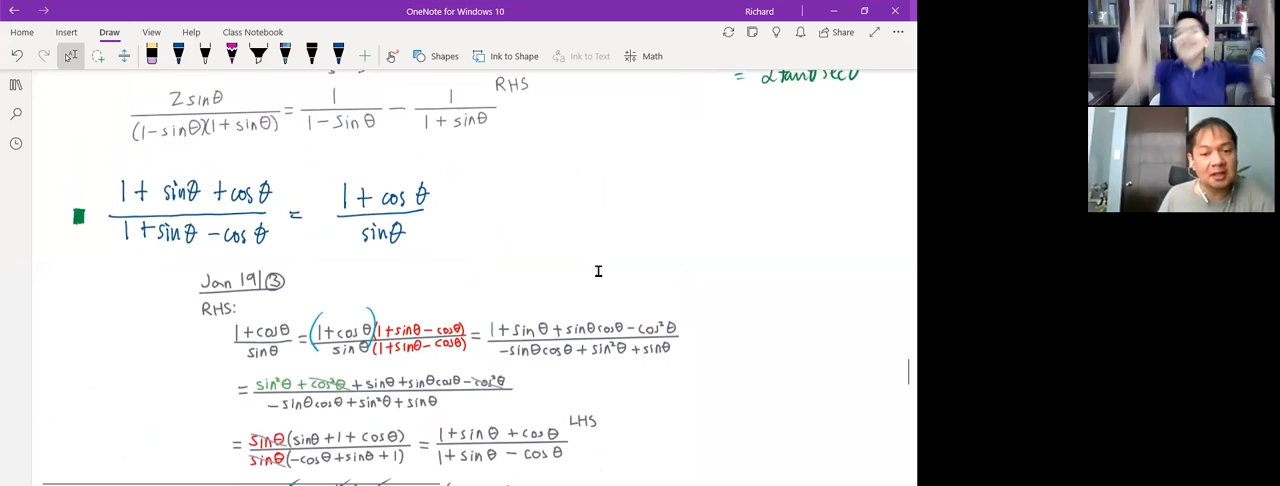 OneNote for Windows 10
Richard
Home Insert Draw View Help Class Notebook
Share
Shapes Ink to Shape Ink to Text Math
= 2tanθsecθ
2sinθ/((1-sinθ)(1+sinθ)) = 1/(1-sinθ) - 1/(1+sinθ) RHS
(1 + sinθ + cosθ)/(1 + sinθ - cosθ) = (1 + cosθ)/sinθ
Jan 19/③
RHS:
(1+cosθ)/sinθ = (1+cosθ)(1+sinθ-cosθ)/(sinθ(1+sinθ-cosθ)) = (1+sinθ+sinθcosθ-cos²θ)/(-sinθcosθ+sin²θ+sinθ)
= (sin²θ+cos²θ+sinθ+sinθcosθ-cos²θ)/(-sinθcosθ+sin²θ+sinθ)
= sinθ(sinθ+1+cosθ)/(sinθ(-cosθ+sinθ+1)) = (1+sinθ+cosθ)/(1+sinθ-cosθ) LHS